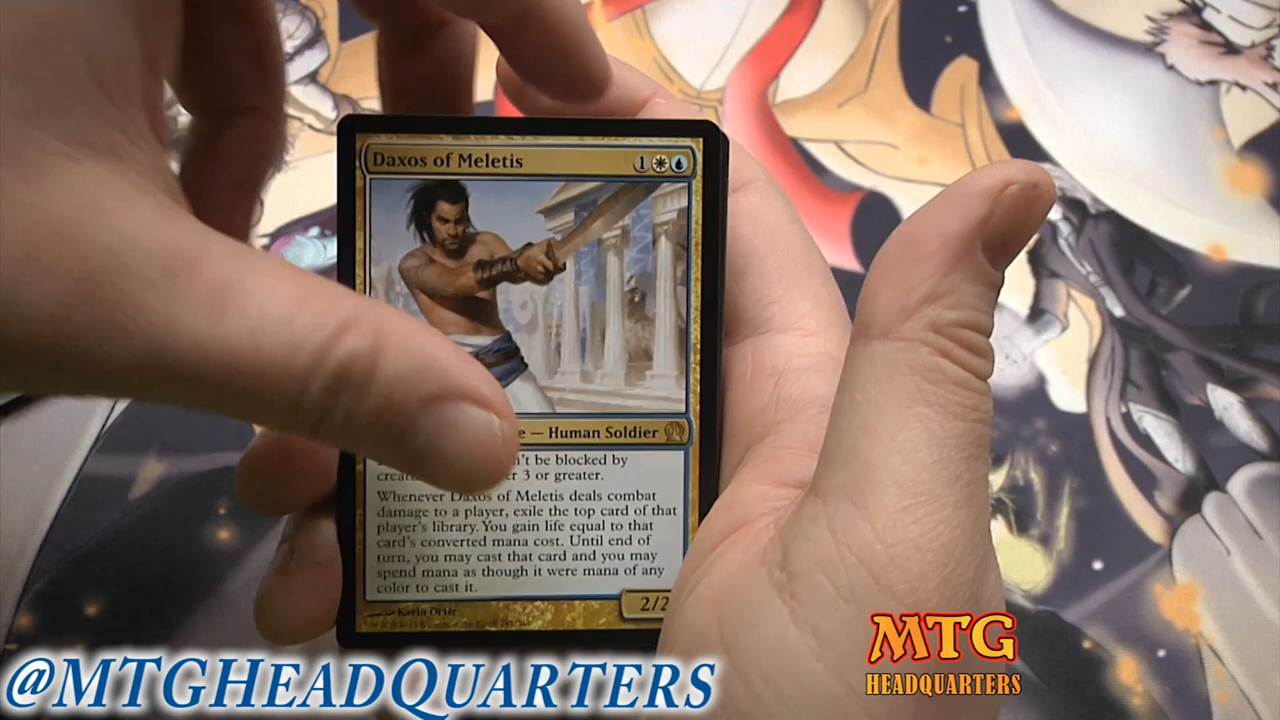 Daxos of Meletis 1
e — Human Soldier
n't be blocked by
creat er 3 or greater.
Whenever Daxos of Meletis deals combat
damage to a player, exile the top card of that
player's library. You gain life equal to that
card's converted mana cost. Until end of
turn, you may cast that card and you may
spend mana as though it were mana of any
color to cast it.
2/2
Karla Ortiz
@MTGHEADQUARTERS
MTG
HEADQUARTERS